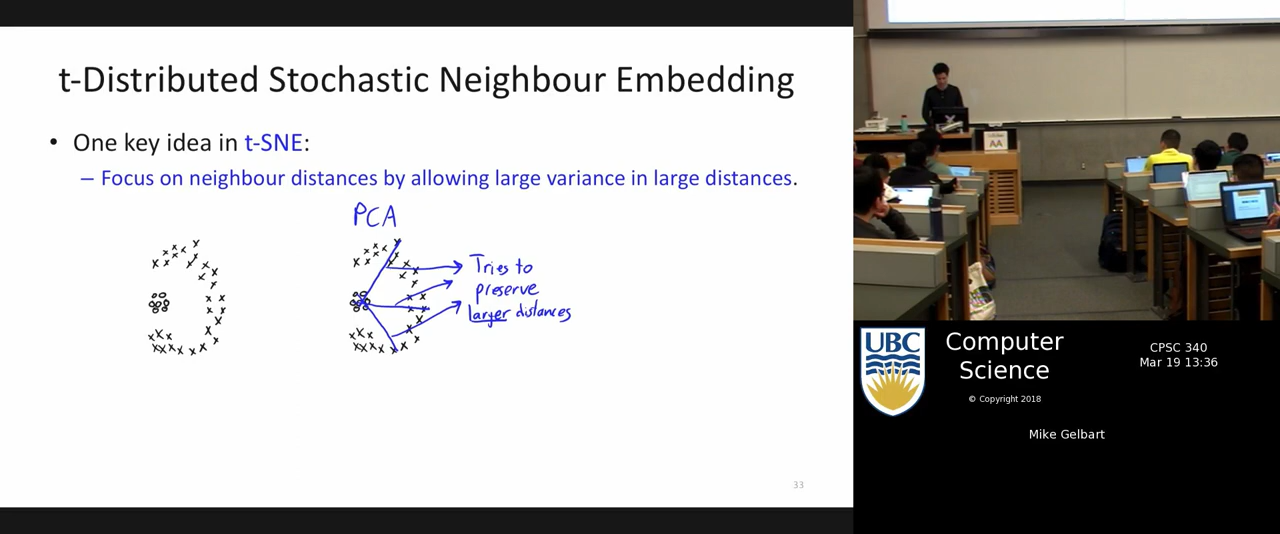 t-Distributed Stochastic Neighbour Embedding
• One key idea in t-SNE:
– Focus on neighbour distances by allowing large variance in large distances.
PCA
Tries to
preserve
larger distances
33
AA
UBC
Computer
Science
© Copyright 2018
CPSC 340
Mar 19 13:36
Mike Gelbart